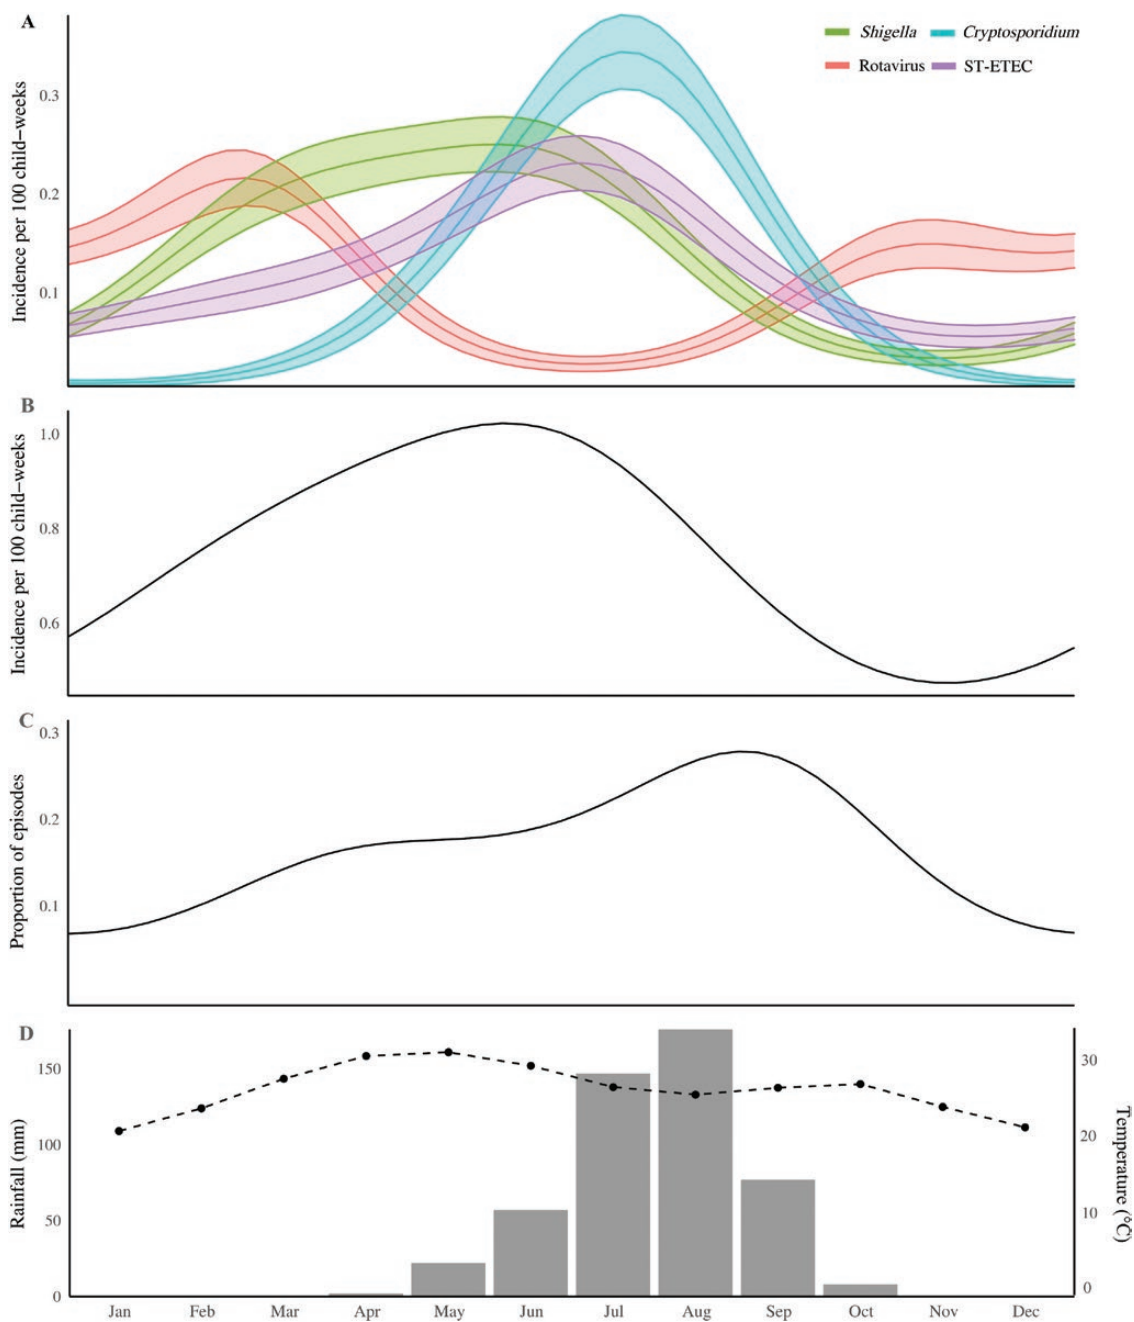 A
Shigella
Cryptosporidium
Rotavirus
ST-ETEC
Incidence per 100 child-weeks
0.3
0.2
0.1
B
Incidence per 100 child-weeks
1.0
0.8
0.6
C
Proportion of episodes
0.3
0.2
0.1
D
Rainfall (mm)
150
100
50
0
Temperature (°C)
30
20
10
0
Jan Feb Mar Apr May Jun Jul Aug Sep Oct Nov Dec